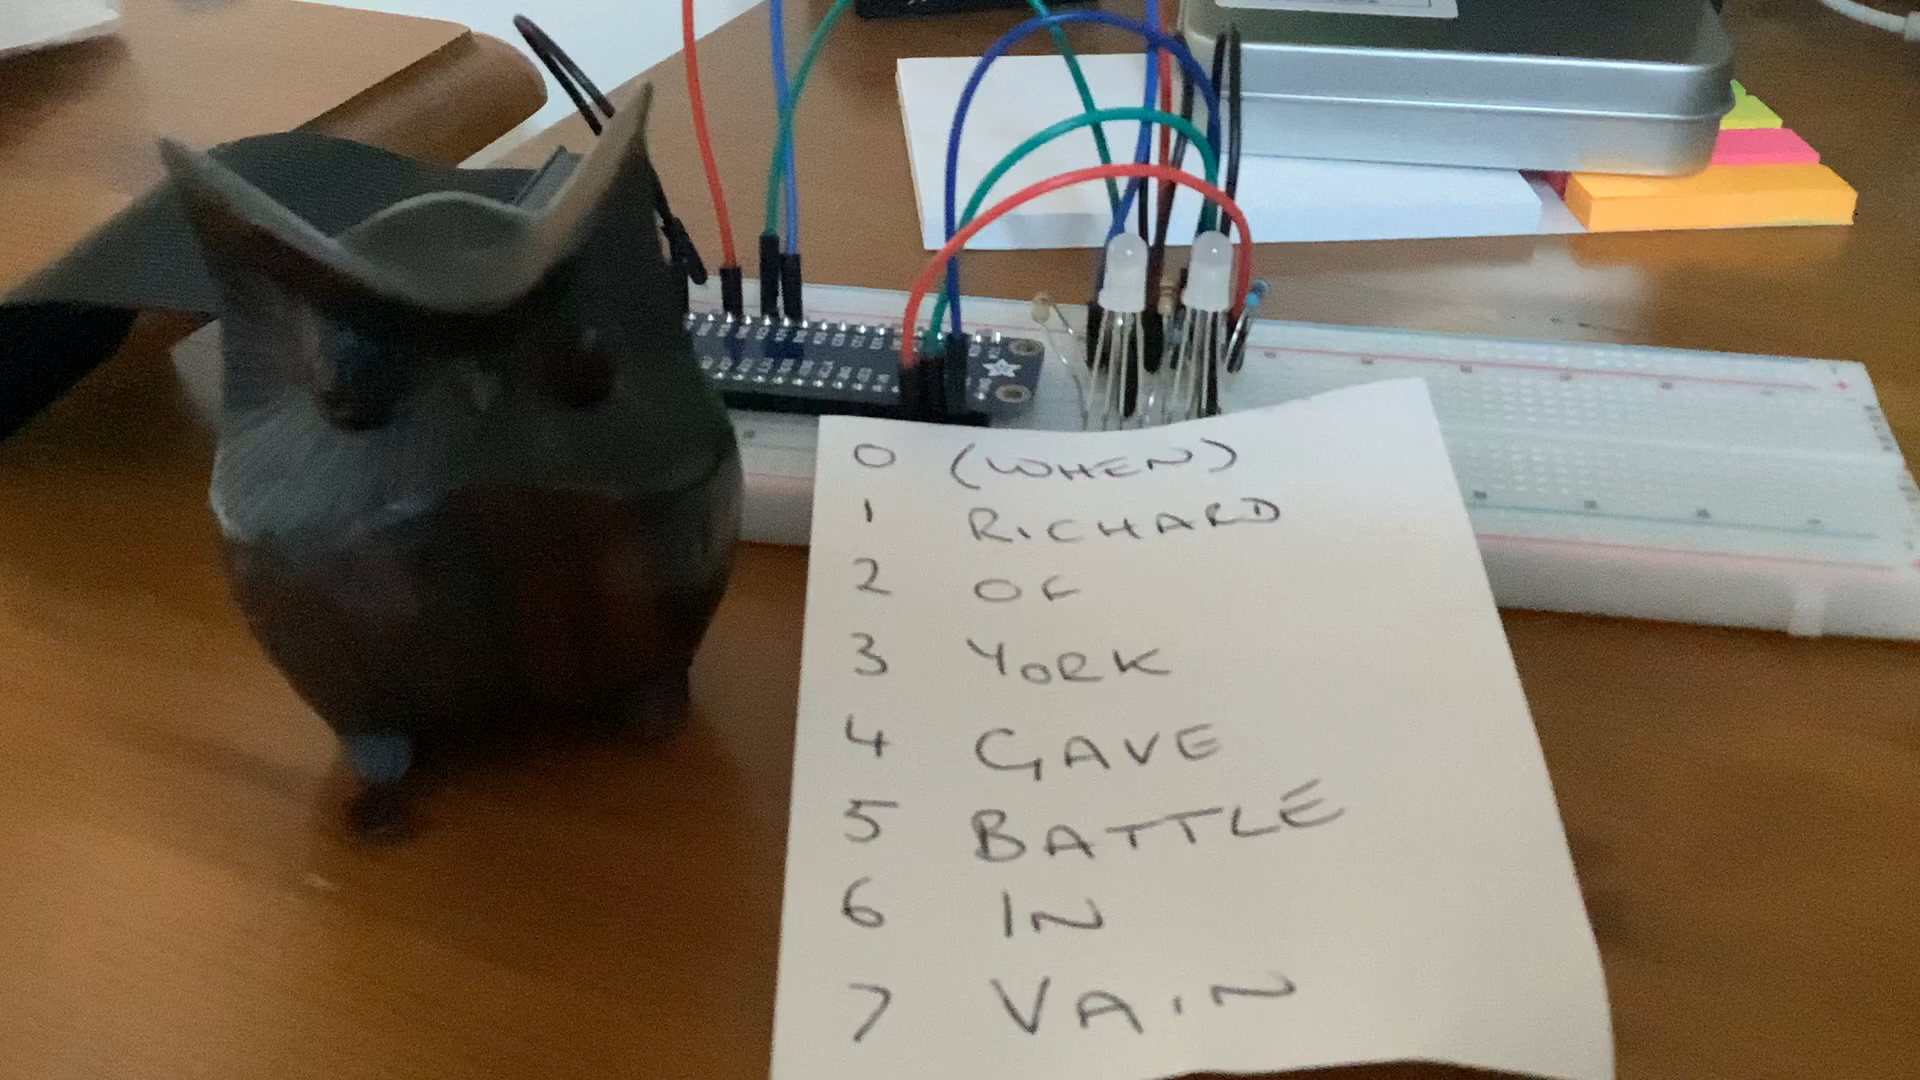 0 (WHEN)
1 RICHARD
2 OF
3 YORK
4 GAVE
5 BATTLE
6 IN
7 VAIN